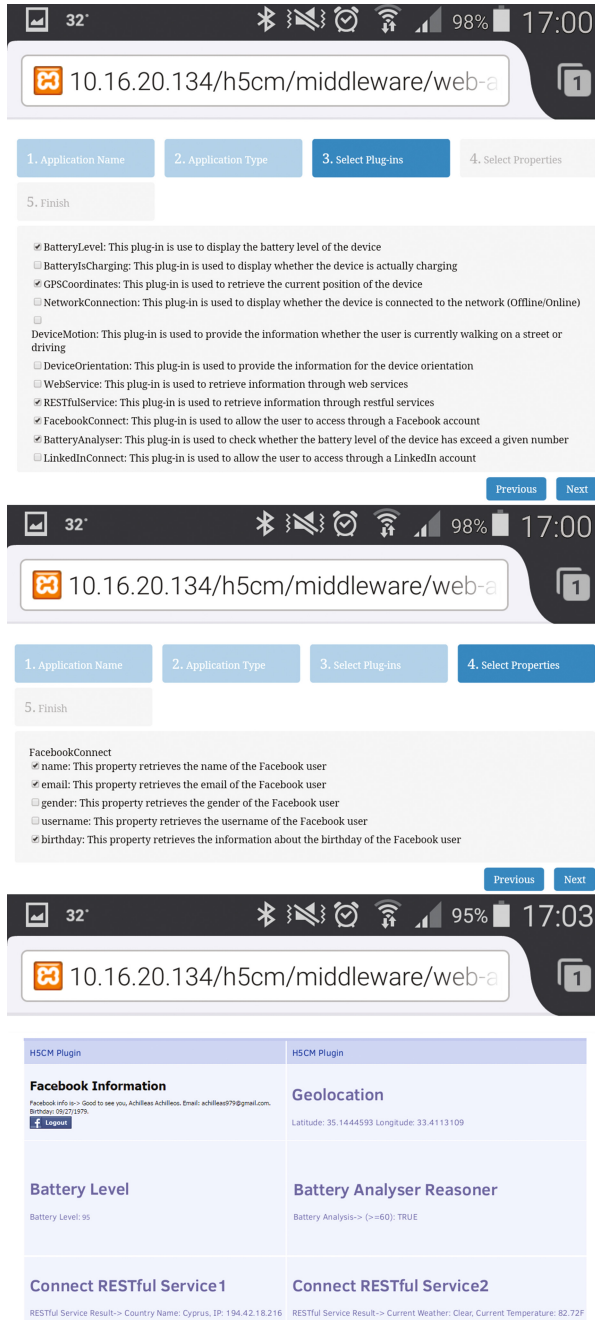 32°
98%
17:00
10.16.20.134/h5cm/middleware/web-a
1
1. Application Name
2. Application Type
3. Select Plug-ins
4. Select Properties
5. Finish
BatteryLevel: This plug-in is use to display the battery level of the device
BatteryIsCharging: This plug-in is used to display whether the device is actually charging
GPSCoordinates: This plug-in is used to retrieve the current position of the device
NetworkConnection: This plug-in is used to display whether the device is connected to the network (Offline/Online)
DeviceMotion: This plug-in is used to provide the information whether the user is currently walking on a street or
driving
DeviceOrientation: This plug-in is used to provide the information for the device orientation
WebService: This plug-in is used to retrieve information through web services
RESTfulService: This plug-in is used to retrieve information through restful services
FacebookConnect: This plug-in is used to allow the user to access through a Facebook account
BatteryAnalyser: This plug-in is used to check whether the battery level of the device has exceed a given number
LinkedInConnect: This plug-in is used to allow the user to access through a LinkedIn account
Previous
Next
32°
98%
17:00
10.16.20.134/h5cm/middleware/web-a
1
1. Application Name
2. Application Type
3. Select Plug-ins
4. Select Properties
5. Finish
FacebookConnect
name: This property retrieves the name of the Facebook user
email: This property retrieves the email of the Facebook user
gender: This property retrieves the gender of the Facebook user
username: This property retrieves the username of the Facebook user
birthday: This property retrieves the information about the birthday of the Facebook user
Previous
Next
32°
95%
17:03
10.16.20.134/h5cm/middleware/web-a
1
H5CM Plugin
H5CM Plugin
Facebook Information
Facebook info is-> Good to see you, Achilleas Achilleos. Email: achilleas979@gmail.com.
Birthday: 09/27/1979.
f Logout
Geolocation
Latitude: 35.1444593 Longitude: 33.4113109
Battery Level
Battery Level: 95
Battery Analyser Reasoner
Battery Analysis-> (>=60): TRUE
Connect RESTful Service1
RESTful Service Result-> Country Name: Cyprus, IP: 194.42.18.216
Connect RESTful Service2
RESTful Service Result-> Current Weather: Clear, Current Temperature: 82.72F